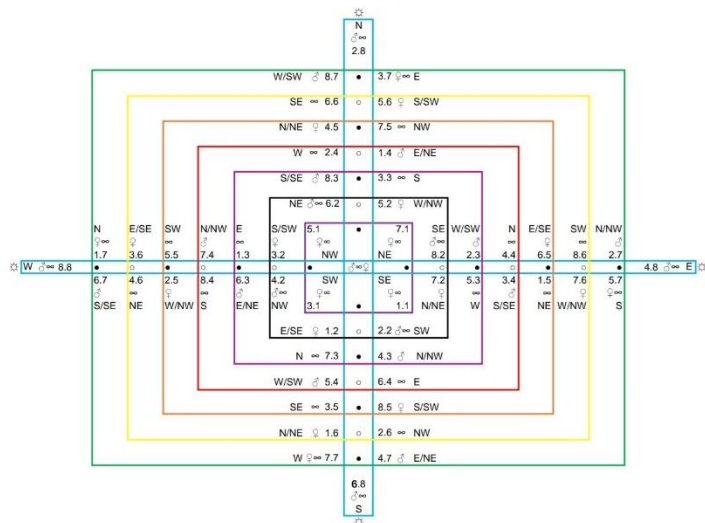 ☼
N
♂∞
2.8
W/SW ♂ 8.7 ● 3.7 ♀∞ E
SE ∞ 6.6 ○ 5.6 ♀ S/SW
N/NE ♀ 4.5 ● 7.5 ∞ NW
W ∞ 2.4 ○ 1.4 ♂ E/NE
S/SE ♂ 8.3 ● 3.3 ∞ S
NE ♂∞ 6.2 ○ 5.2 ♀ W/NW
N E/SE SW N/NW E S/SW 5.1 ● 7.1 SE W/SW N E/SE SW N/NW
♀∞ ♀ ∞ ♂ ∞ ♀ ♀∞ ♀∞ ♂∞ ♂ ∞ ♀ ∞ ♂
1.7 3.6 5.5 7.4 1.3 3.2 NW NE 8.2 2.3 4.4 6.5 8.6 2.7
☼ W ♂∞ 8.8 ● ○ ● ○ ● ○ ● ♂∞♀ ● ○ ● ○ ● ○ ● 4.8 ∞ E ☼
6.7 4.6 2.5 8.4 6.3 4.2 SW SE 7.2 5.3 3.4 1.5 7.6 5.7
♂ ∞ ♀ ∞ ♂ ♀∞ ♀∞ ♀∞ ♀ ∞ ♂ ∞ ♀ ♀∞
S/SE NE W/NW S E/NE NW 3.1 ● 1.1 N/NE W S/SE NE W/NW S
E/SE ♀ 1.2 ○ 2.2 ♂∞ SW
N ∞ 7.3 ● 4.3 ♂ N/NW
W/SW ♂ 5.4 ○ 6.4 ∞ E
SE ∞ 3.5 ● 8.5 ♀ S/SW
N/NE ♀ 1.6 ○ 2.6 ∞ NW
W ♀∞ 7.7 ● 4.7 ♂ E/NE
6.8
♂∞
S
☼